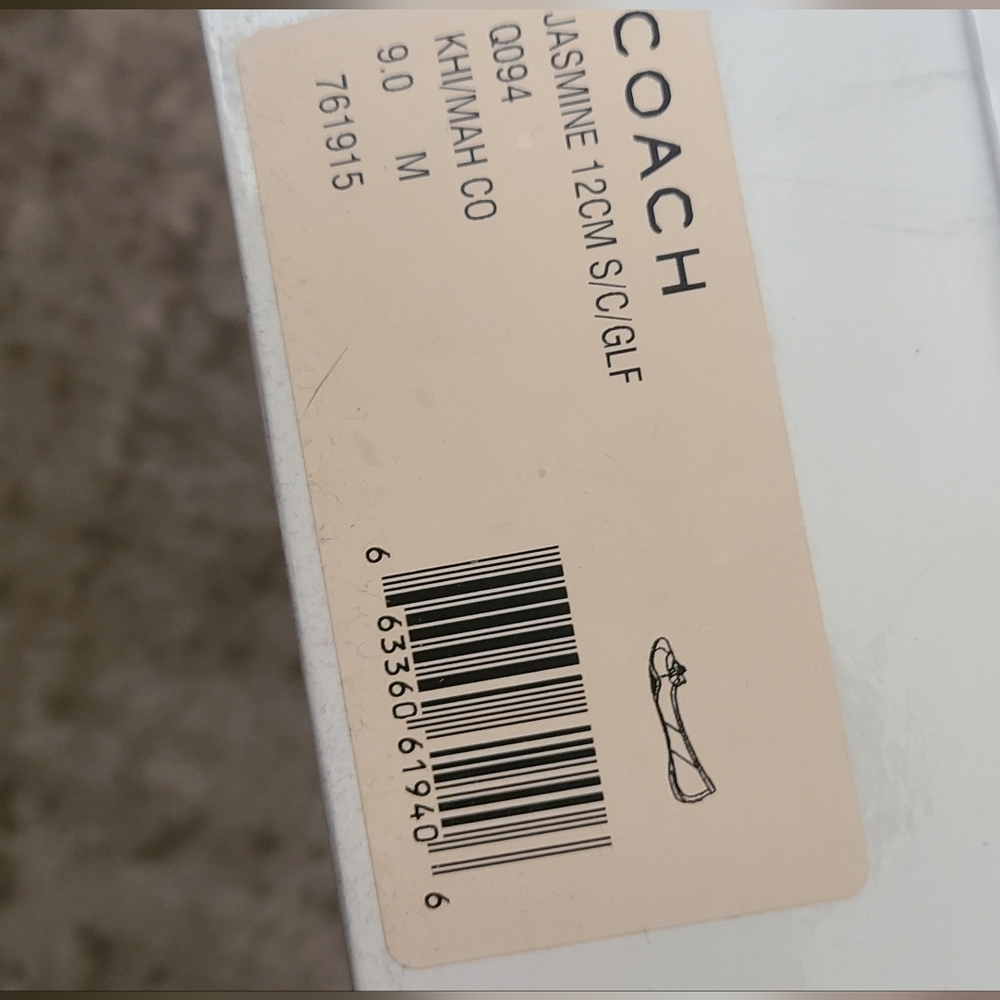 COACH
JASMINE 12CM S/C/GLF
Q094
KHI/MAH CO
9.0 M
761915
6 63360 61940 6